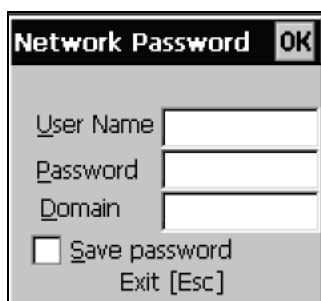 Network Password OK
User Name
Password
Domain
Save password
Exit [Esc]